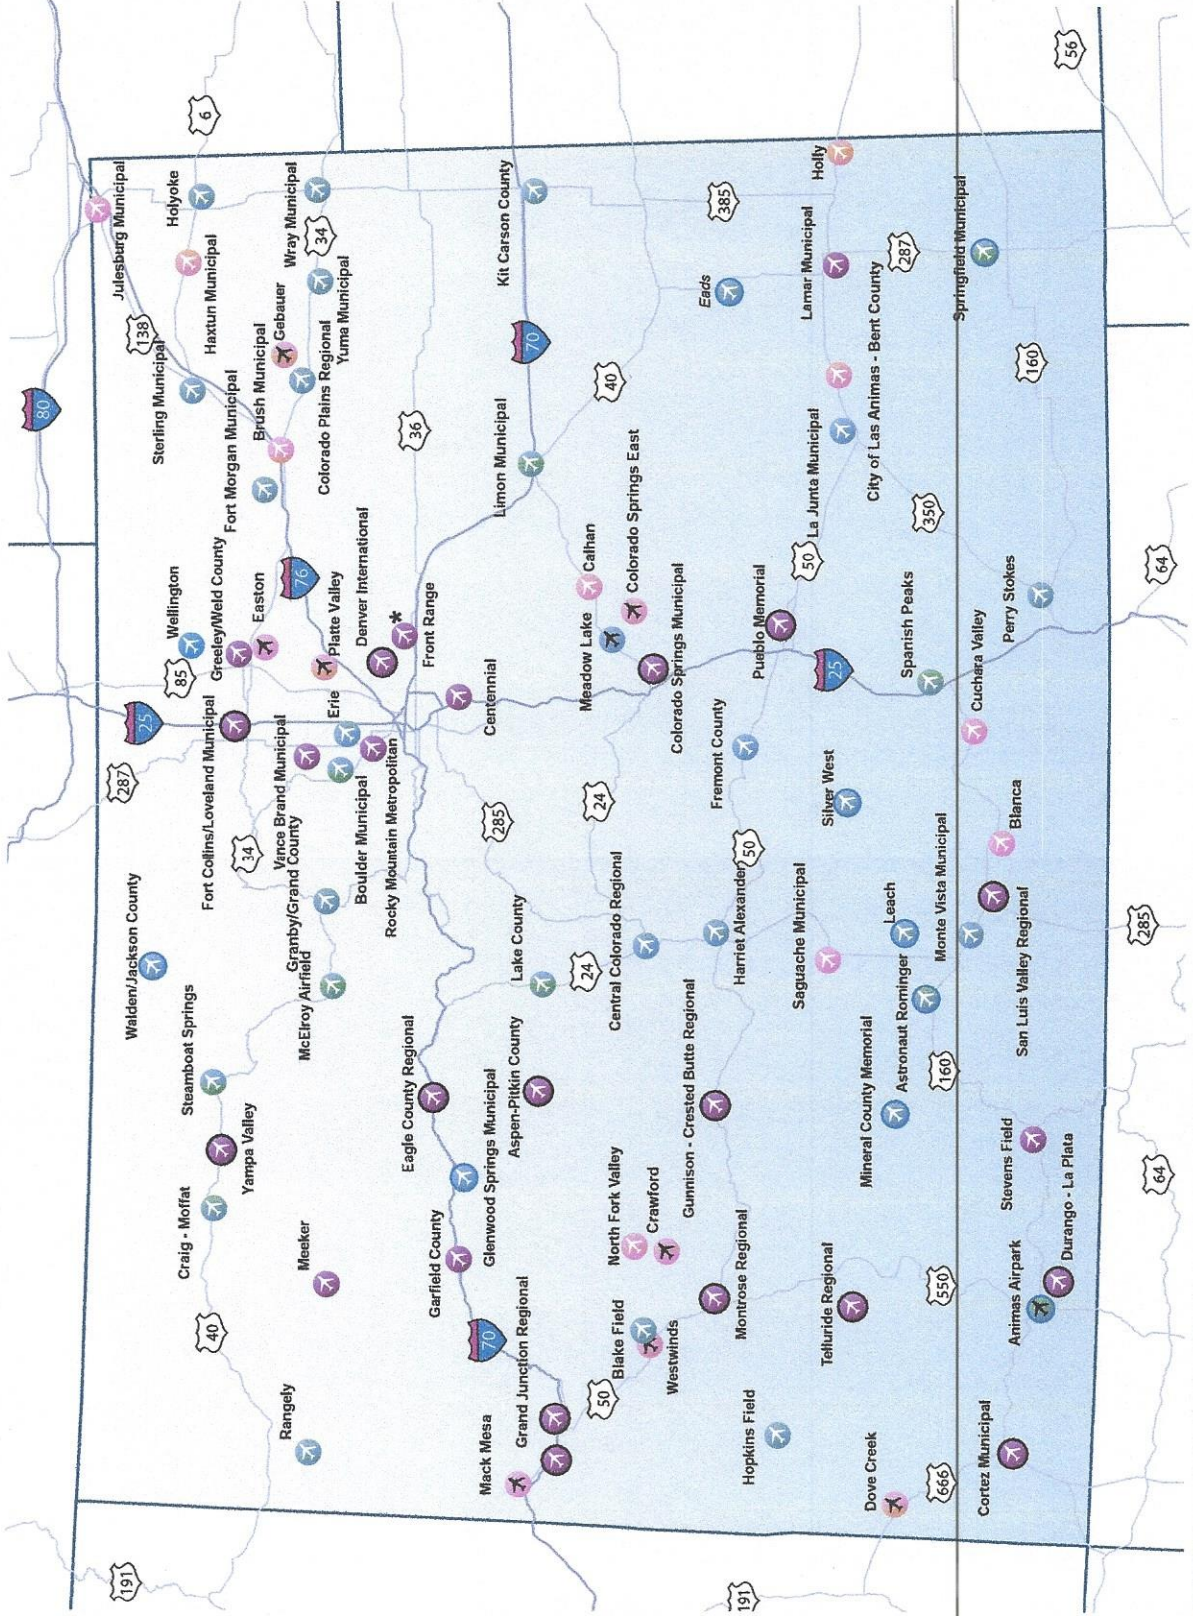 80
191
25
287
138
Julesburg Municipal
Walden/Jackson County
Sterling Municipal
Wellington
Holyoke
85
Craig - Moffat
Steamboat Springs
6
40
Haxtun Municipal
Fort Collins/Loveland Municipal
Greeley/Weld County
Fort Morgan Municipal
34
Yampa Valley
Easton
Brush Municipal
Gebauer
Rangely
Vance Brand Municipal
Granby/Grand County
Wray Municipal
76
Meeker
McElroy Airfield
34
Colorado Plains Regional
Erie
Platte Valley
Yuma Municipal
Boulder Municipal
Denver International
Rocky Mountain Metropolitan
*
Eagle County Regional
36
Front Range
Garfield County
Mack Mesa
70
Glenwood Springs Municipal
Centennial
285
Limon Municipal
Kit Carson County
Grand Junction Regional
Aspen-Pitkin County
Lake County
70
24
Meadow Lake
Calhan
50
24
40
Blake Field
North Fork Valley
Central Colorado Regional
Colorado Springs East
Crawford
Westwinds
Colorado Springs Municipal
Gunnison - Crested Butte Regional
Eads
Fremont County
385
Montrose Regional
Harriet Alexander
50
191
Hopkins Field
Pueblo Memorial
Saguache Municipal
50
La Junta Municipal
Lamar Municipal
Holly
Telluride Regional
Silver West
25
Mineral County Memorial
Dove Creek
City of Las Animas - Bent County
Leach
287
Astronaut Rominger
Spanish Peaks
350
666
550
160
Monte Vista Municipal
Springfield Municipal
Cuchara Valley
Cortez Municipal
Stevens Field
Perry Stokes
Blanca
Animas Airpark
San Luis Valley Regional
160
Durango - La Plata
56
285
64
64